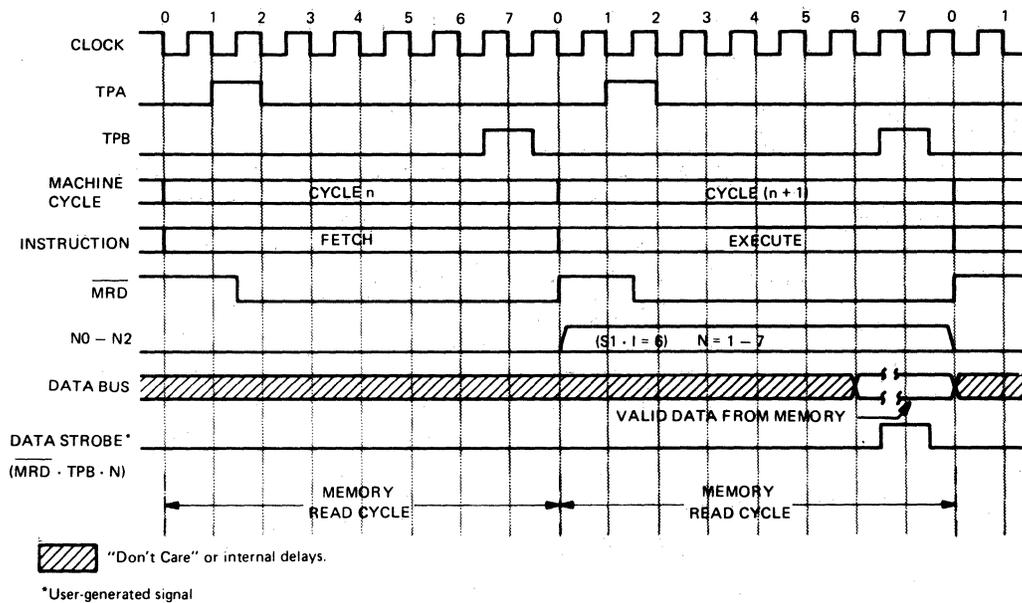 0 1 2 3 4 5 6 7 0 1 2 3 4 5 6 7 0 1
CLOCK
TPA
TPB
MACHINE
CYCLE
CYCLE n
CYCLE (n + 1)
INSTRUCTION
FETCH
EXECUTE
MRD
N0 – N2
(S1 · I = 6) N = 1 – 7
DATA BUS
VALID DATA FROM MEMORY
DATA STROBE*
(MRD · TPB · N)
MEMORY
READ CYCLE
MEMORY
READ CYCLE
"Don't Care" or internal delays.
*User-generated signal